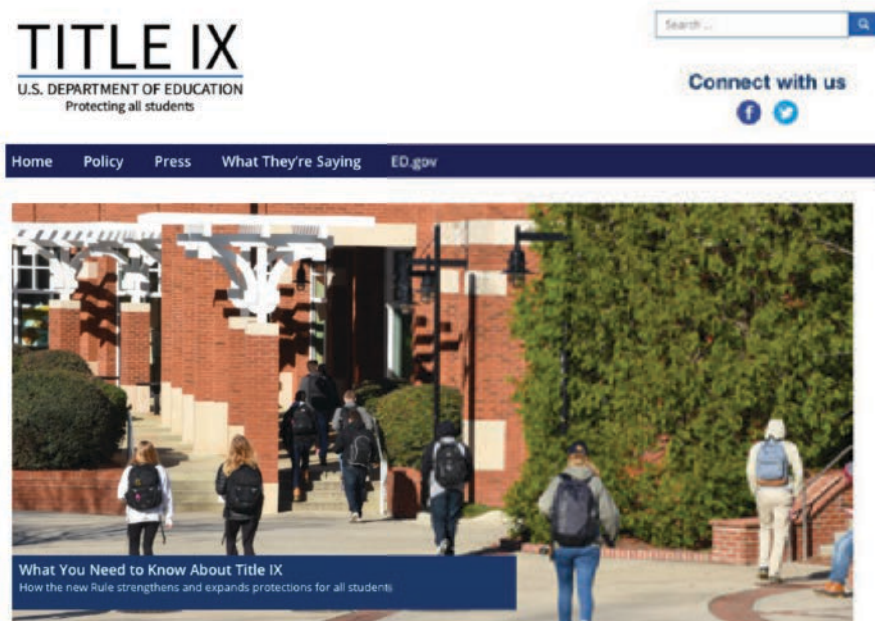 TITLE IX
U.S. DEPARTMENT OF EDUCATION
Protecting all students
Search ...
Connect with us
Home Policy Press What They're Saying ED.gov
What You Need to Know About Title IX
How the new Rule strengthens and expands protections for all students